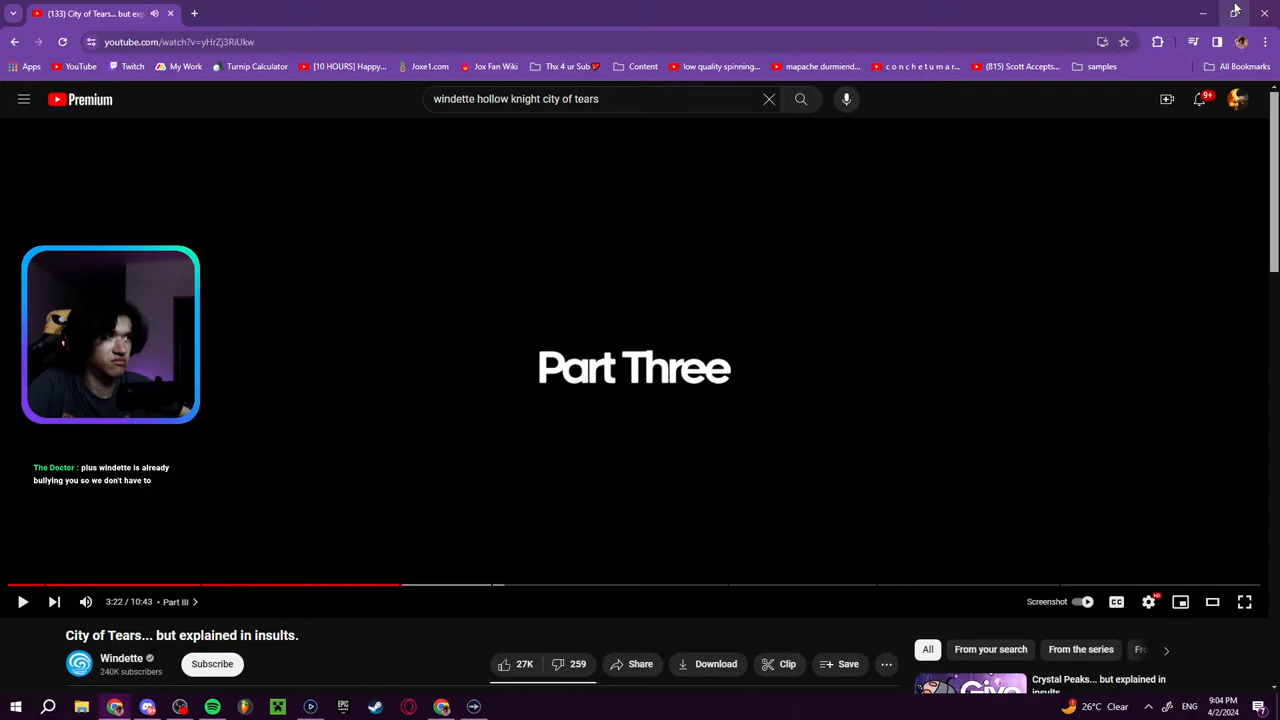 (133) City of Tears... but exp
youtube.com/watch?v=yHrZj3RiUkw
Apps
YouTube
Twitch
My Work
Turnip Calculator
[10 HOURS] Happy...
Joxe1.com
Jox Fan Wiki
Thx 4 ur Sub
Content
low quality spinning...
mapache durmiend...
c o n c h e t u m a r...
(815) Scott Accepts...
samples
All Bookmarks
Premium
windette hollow knight city of tears
9+
Part Three
The Doctor : plus windette is already
bullying you so we don't have to
3:22 / 10:43 • Part III
Screenshot
CC
HD
City of Tears... but explained in insults.
Windette
240K subscribers
Subscribe
27K
259
Share
Download
Clip
Save
All
From your search
From the series
Give
Crystal Peaks... but explained in
insults
EPIC
GAMES
26°C Clear
ENG
9:04 PM
4/2/2024